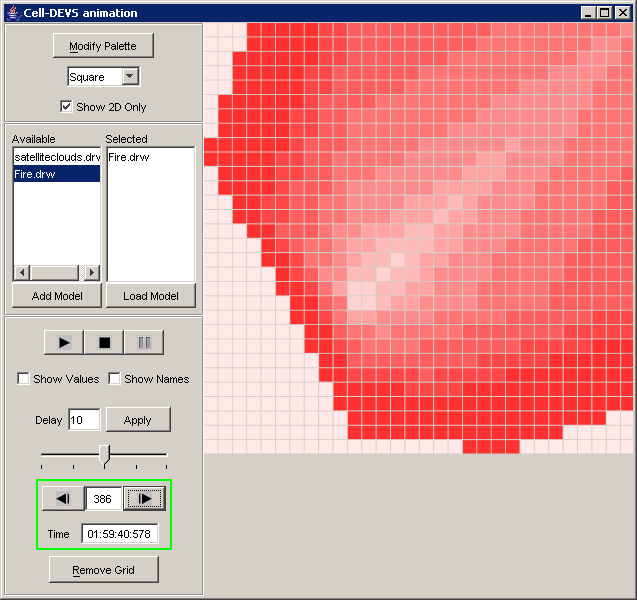 Cell-DEVS animation
Modify Palette
Square
Show 2D Only
Available Selected
satelliteclouds.drw Fire.drw
Fire.drw
Add Model Load Model
Show Values Show Names
Delay 10 Apply
386
Time 01:59:40:578
Remove Grid